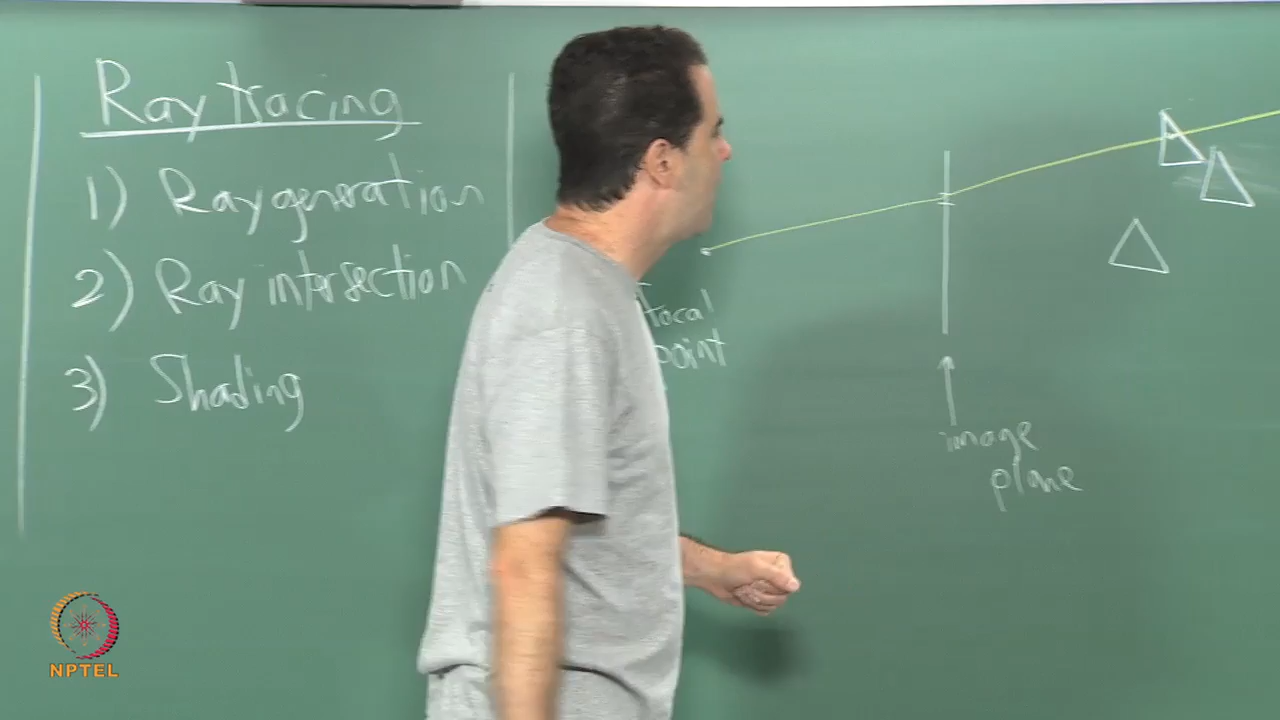 Ray tracing
1) Ray generation
2) Ray intersection
3) Shading
focal
point
image
plane
NPTEL